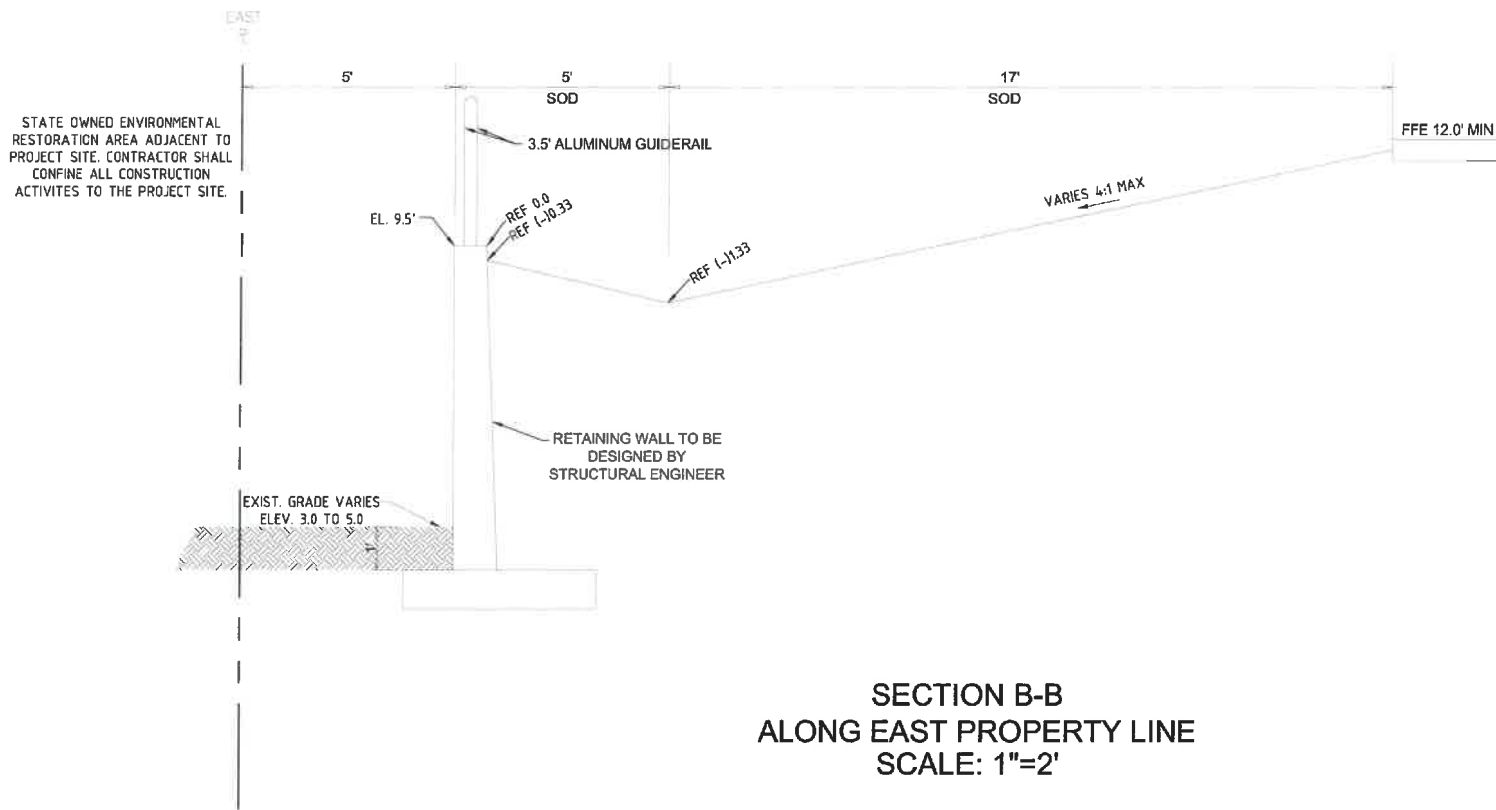 EAST
5'
5'
SOD
17'
SOD
STATE OWNED ENVIRONMENTAL
RESTORATION AREA ADJACENT TO
PROJECT SITE. CONTRACTOR SHALL
CONFINE ALL CONSTRUCTION
ACTIVITES TO THE PROJECT SITE.
3.5' ALUMINUM GUIDERAIL
FFE 12.0' MIN
VARIES 4:1 MAX
EL. 9.5'
REF 0.0
REF (-)0.33
REF (-)1.33
RETAINING WALL TO BE
DESIGNED BY
STRUCTURAL ENGINEER
EXIST. GRADE VARIES
ELEV. 3.0 TO 5.0
1'
SECTION B-B
ALONG EAST PROPERTY LINE
SCALE: 1"=2'